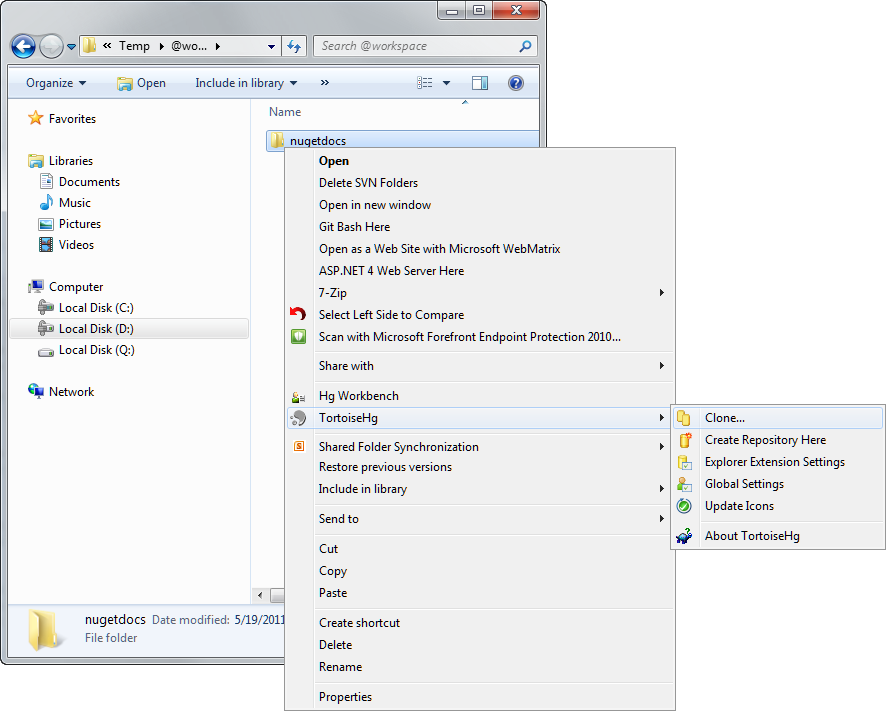 « Temp ▸ @wo... ▸
Search @workspace
Organize
Open
Include in library
»
Name
Favorites
Libraries
Documents
Music
Pictures
Videos
Computer
Local Disk (C:)
Local Disk (D:)
Local Disk (Q:)
Network
nugetdocs
Open
Delete SVN Folders
Open in new window
Git Bash Here
Open as a Web Site with Microsoft WebMatrix
ASP.NET 4 Web Server Here
7-Zip
Select Left Side to Compare
Scan with Microsoft Forefront Endpoint Protection 2010...
Share with
Hg Workbench
TortoiseHg
Shared Folder Synchronization
Restore previous versions
Include in library
Send to
Cut
Copy
Paste
Create shortcut
Delete
Rename
Properties
Clone...
Create Repository Here
Explorer Extension Settings
Global Settings
Update Icons
About TortoiseHg
nugetdocs Date modified: 5/19/2011
File folder